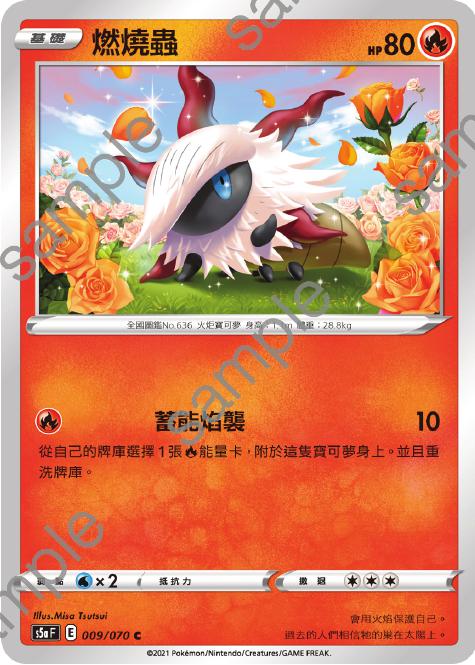 基礎 燃燒蟲 HP80
全國圖鑑No.636 火炬寶可夢 身高:1.1m 體重:28.8kg
蓄能焰襲 10
從自己的牌庫選擇1張能量卡,附於這隻寶可夢身上。並且重
洗牌庫。
弱點 ×2 抵抗力 撤退
Illus.Misa Tsutsui
s5a F E 009/070 C
會用火焰保護自己。
過去的人們相信牠的巢在太陽上。
©2021 Pokémon/Nintendo/Creatures/GAME FREAK.
sample
sample
sample
sample
sample
sample